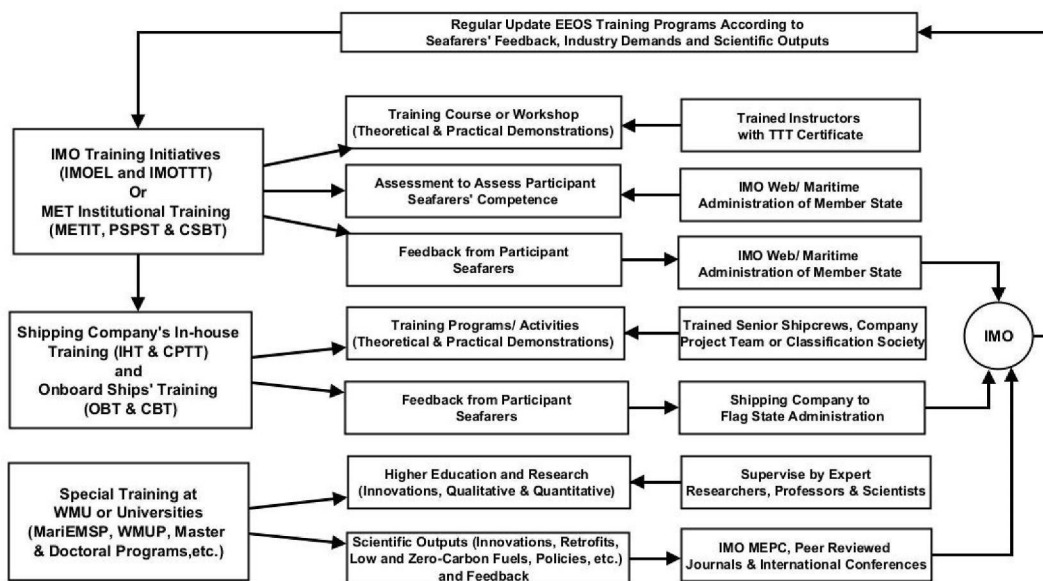 Regular Update EEOS Training Programs According to
Seafarers' Feedback, Industry Demands and Scientific Outputs
IMO Training Initiatives
(IMOEL and IMOTTT)
Or
MET Institutional Training
(METIT, PSPST & CSBT)
Training Course or Workshop
(Theoretical & Practical Demonstrations)
Trained Instructors
with TTT Certificate
Assessment to Assess Participant
Seafarers' Competence
IMO Web/ Maritime
Administration of Member State
Feedback from Participant
Seafarers
IMO Web/ Maritime
Administration of Member State
IMO
Shipping Company's In-house
Training (IHT & CPTT)
and
Onboard Ships' Training
(OBT & CBT)
Training Programs/ Activities
(Theoretical & Practical Demonstrations)
Trained Senior Shipcrews, Company
Project Team or Classification Society
Feedback from Participant
Seafarers
Shipping Company to
Flag State Administration
Special Training at
WMU or Universities
(MariEMSP, WMUP, Master
& Doctoral Programs,etc.)
Higher Education and Research
(Innovations, Qualitative & Quantitative)
Supervise by Expert
Researchers, Professors & Scientists
Scientific Outputs (Innovations, Retrofits,
Low and Zero-Carbon Fuels, Policies, etc.)
and Feedback
IMO MEPC, Peer Reviewed
Journals & International Conferences